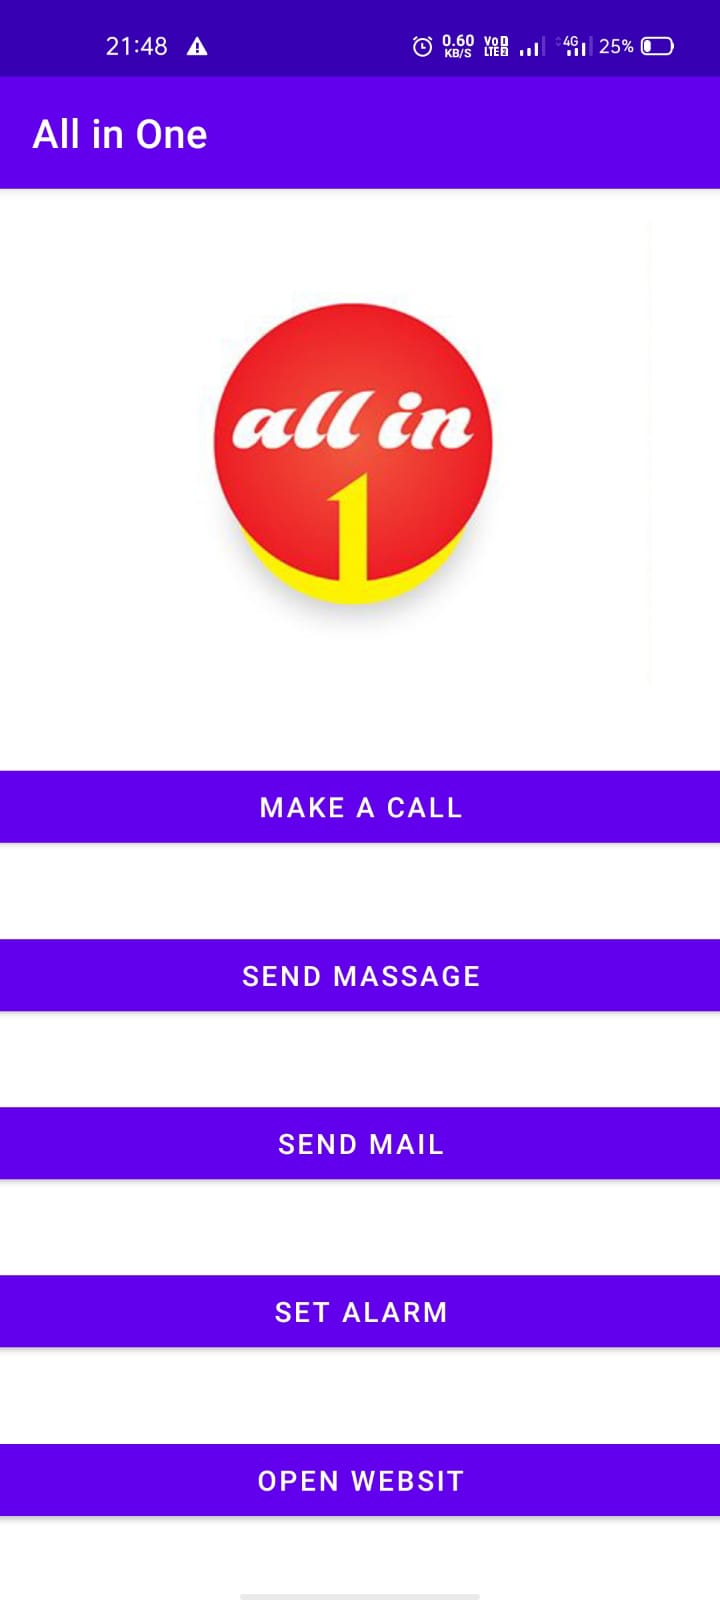 21:48 0.60 KB/S VoD LTE2 4G 25%
All in One
all in
1
MAKE A CALL
SEND MASSAGE
SEND MAIL
SET ALARM
OPEN WEBSIT